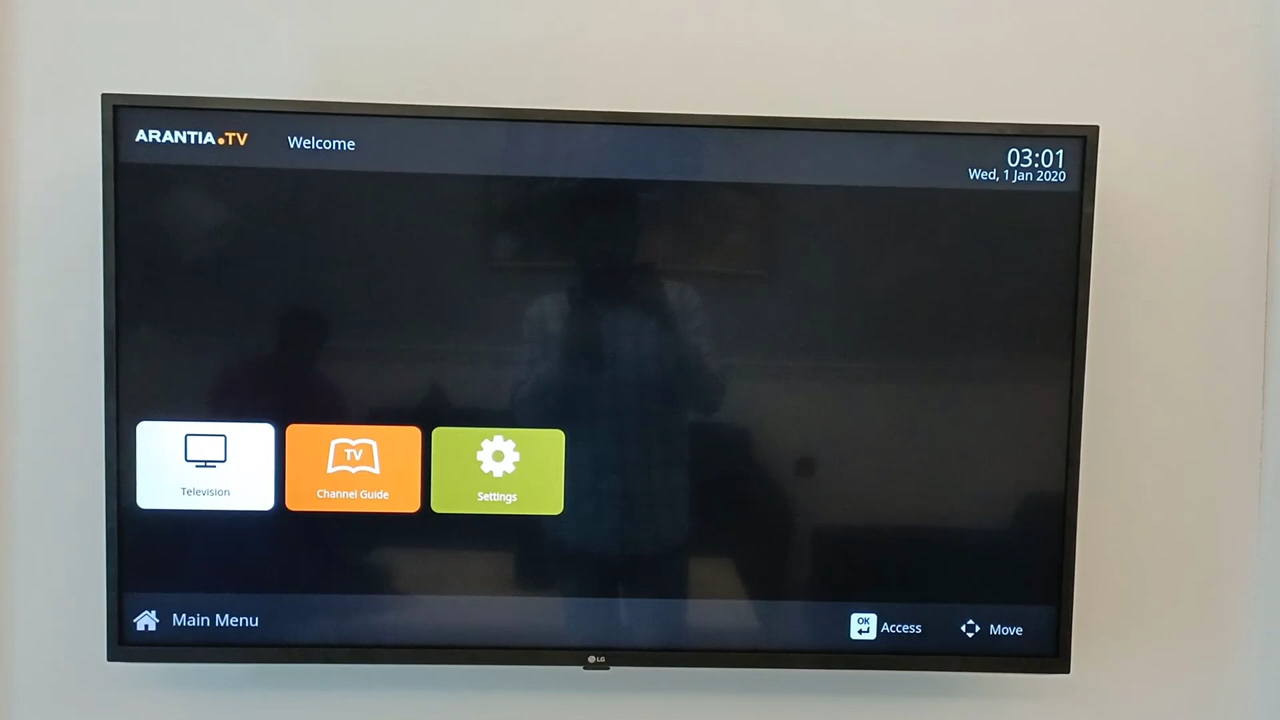 ARANTIA.TV
Welcome
03:01
Wed, 1 Jan 2020
Television
TV
Channel Guide
Settings
Main Menu
OK
Access
Move
LG